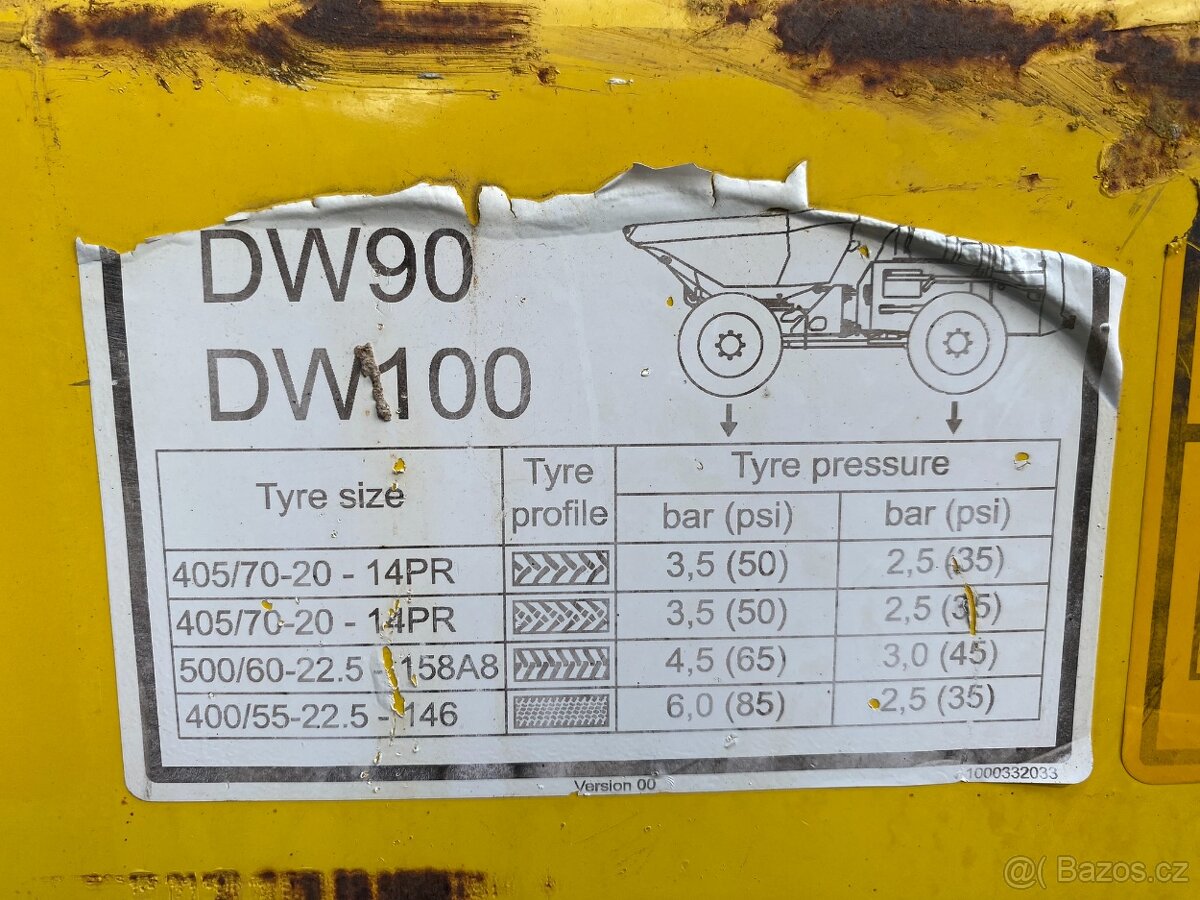 DW90
DW100
Tyre size
Tyre profile
Tyre pressure
bar (psi) bar (psi)
405/70-20 - 14PR 3,5 (50) 2,5 (35)
405/70-20 - 14PR 3,5 (50) 2,5 (35)
500/60-22.5 - 158A8 4,5 (65) 3,0 (45)
400/55-22.5 - 146 6,0 (85) 2,5 (35)
Version 00
1000332033
Bazos.cz